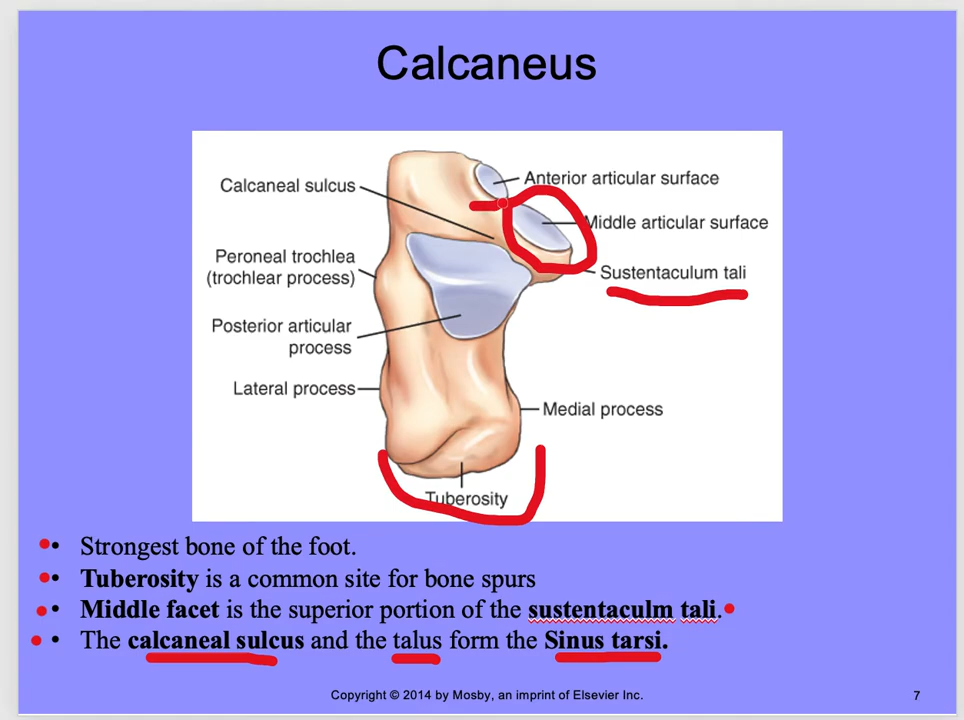 Calcaneus
Calcaneal sulcus
Anterior articular surface
Middle articular surface
Peroneal trochlea
(trochlear process)
Sustentaculum tali
Posterior articular
process
Lateral process
Medial process
Tuberosity
• Strongest bone of the foot.
• Tuberosity is a common site for bone spurs
• Middle facet is the superior portion of the sustentaculm tali.
• The calcaneal sulcus and the talus form the Sinus tarsi.
Copyright © 2014 by Mosby, an imprint of Elsevier Inc.
7